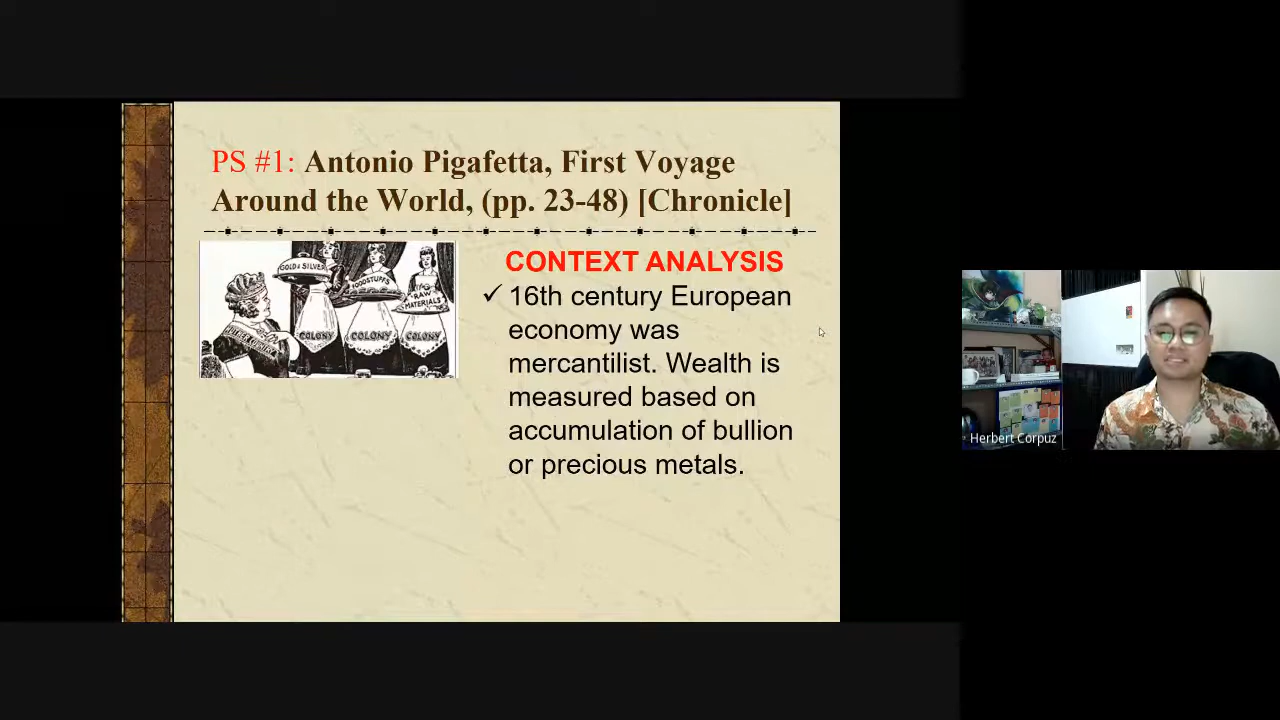 PS #1: Antonio Pigafetta, First Voyage
Around the World, (pp. 23-48) [Chronicle]
GOLD & SILVER
FOODSTUFFS
RAW
MATERIALS
COLONY
COLONY
COLONY
CONTEXT ANALYSIS
✓ 16th century European
economy was
mercantilist. Wealth is
measured based on
accumulation of bullion
or precious metals.
Herbert Corpuz